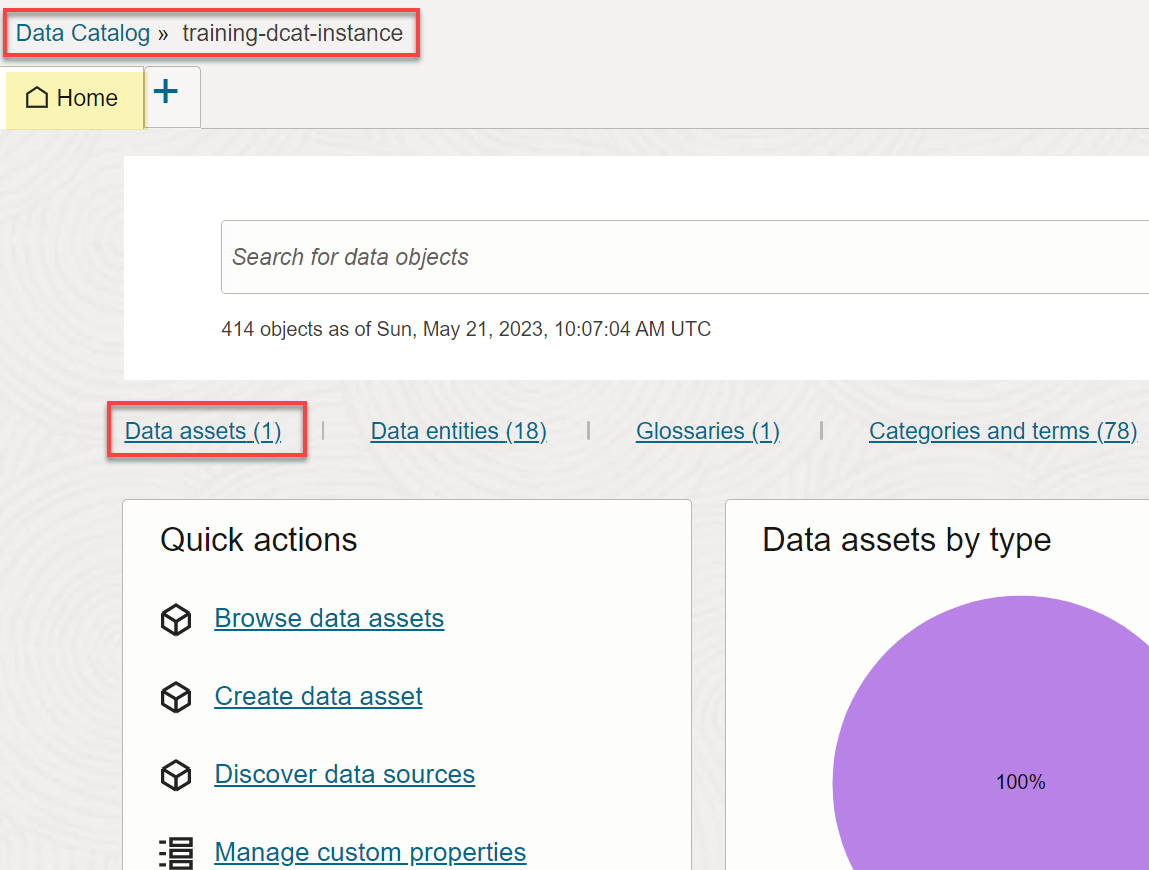 Data Catalog » training-dcat-instance
Home +
Search for data objects
414 objects as of Sun, May 21, 2023, 10:07:04 AM UTC
Data assets (1) | Data entities (18) | Glossaries (1) | Categories and terms (78)
Quick actions
Browse data assets
Create data asset
Discover data sources
Manage custom properties
Data assets by type
100%